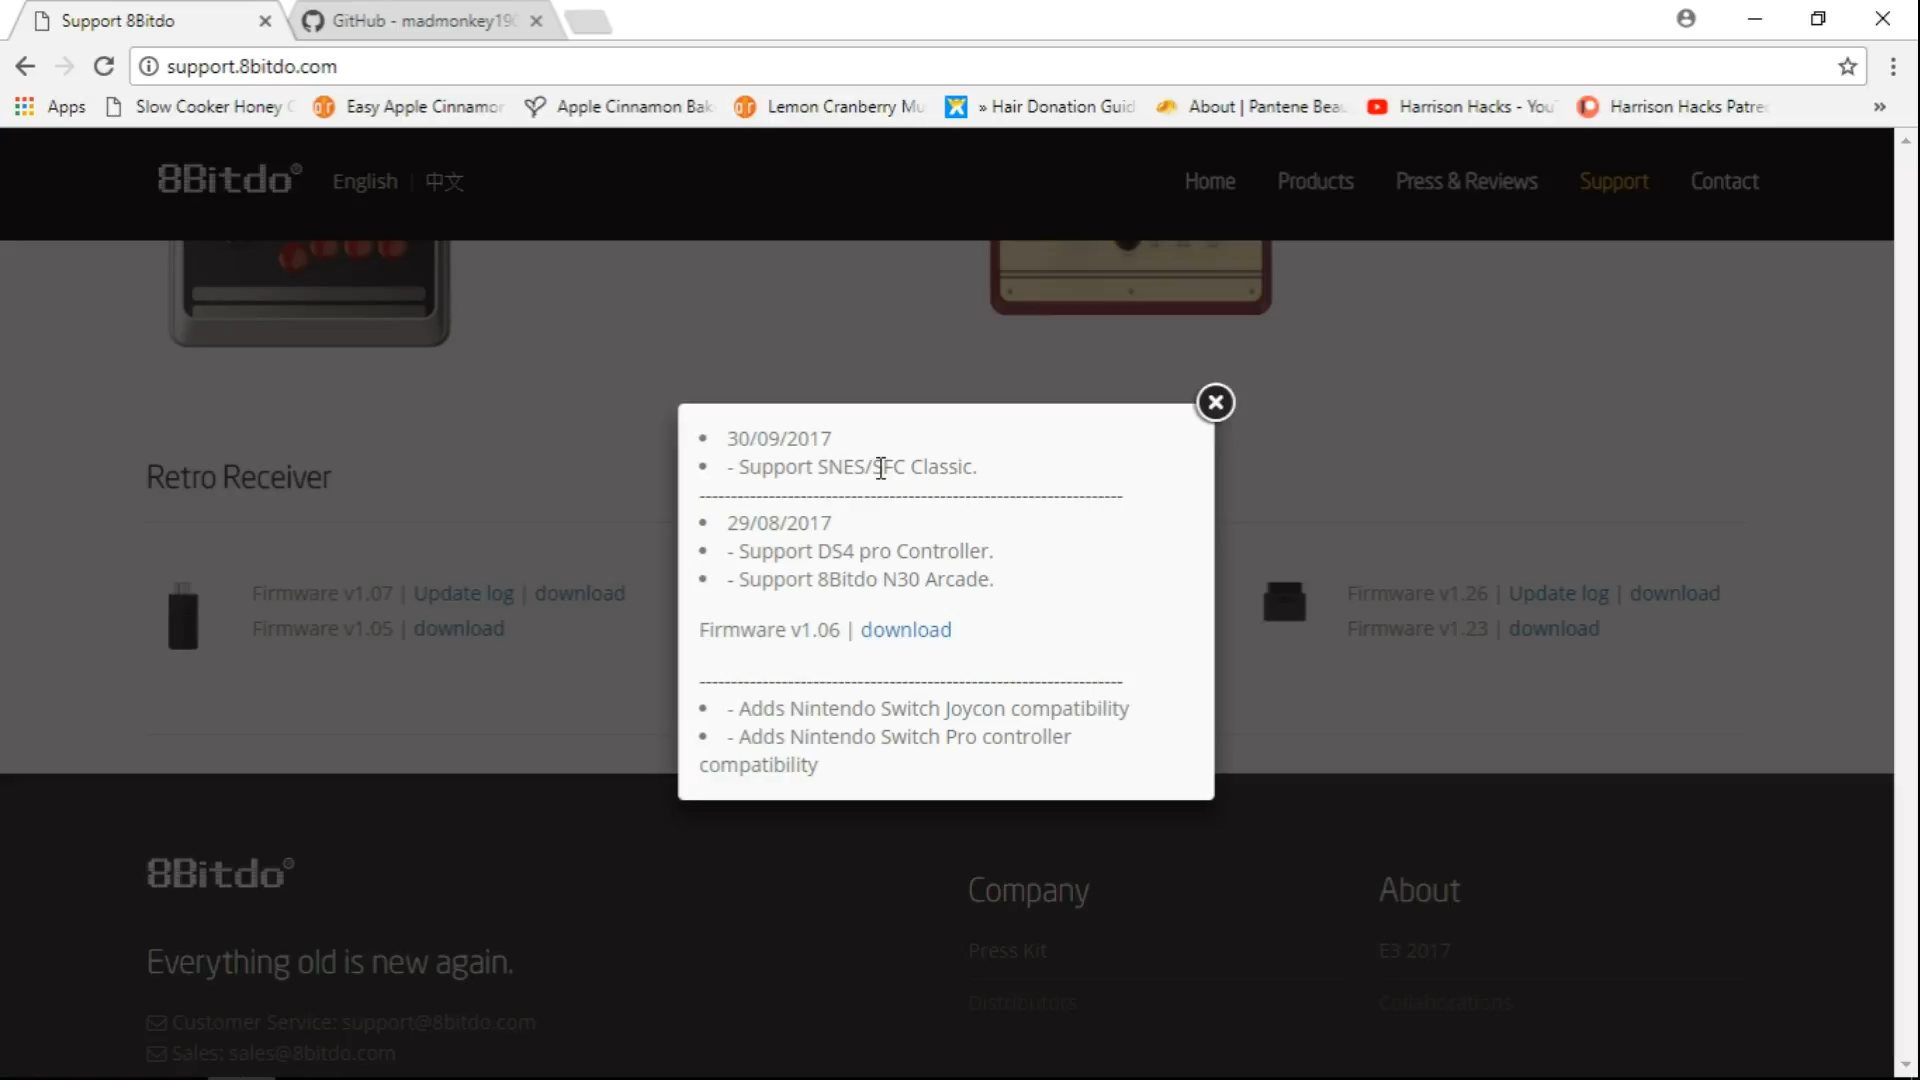 Support 8Bitdo
GitHub - madmonkey190
support.8bitdo.com
Apps
Slow Cooker Honey
Easy Apple Cinnamon
Apple Cinnamon Bak
Lemon Cranberry Mu
» Hair Donation Guid
About | Pantene Beau
Harrison Hacks - You
Harrison Hacks Patre
»
8Bitdo®
English | 中文
Home
Products
Press & Reviews
Support
Contact
Retro Receiver
Firmware v1.07 | Update log | download
Firmware v1.05 | download
• 30/09/2017
• - Support SNES/SFC Classic.
--------------------------------------------------------------------
• 29/08/2017
• - Support DS4 pro Controller.
• - Support 8Bitdo N30 Arcade.
Firmware v1.06 | download
--------------------------------------------------------------------
• - Adds Nintendo Switch Joycon compatibility
• - Adds Nintendo Switch Pro controller
compatibility
Firmware v1.26 | Update log | download
Firmware v1.23 | download
8Bitdo®
Everything old is new again.
Customer Service: support@8bitdo.com
Sales: sales@8bitdo.com
Company
Press Kit
Distributors
About
E3 2017
Collaborations